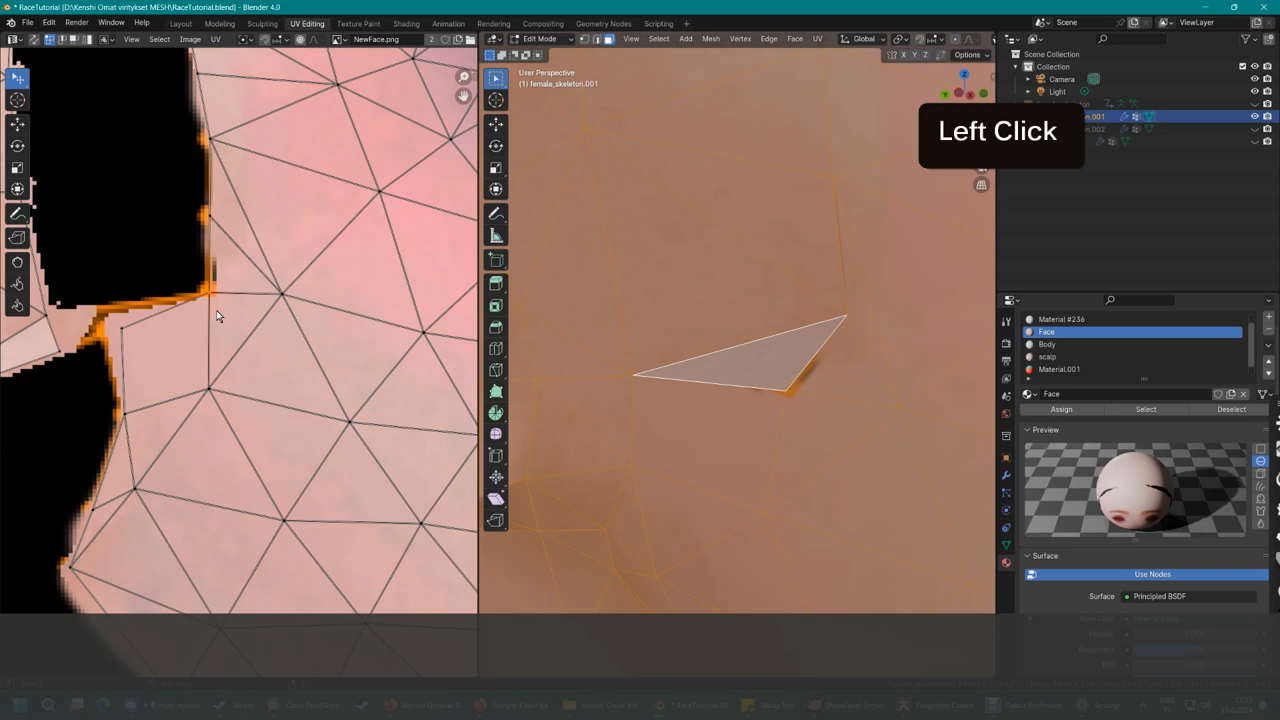 * RaceTutorial [D:\Kenshi Omat viritykset MESH\RaceTutorial.blend] - Blender 4.0
File Edit Render Window Help Layout Modeling Sculpting UV Editing Texture Paint Shading Animation Rendering Compositing Geometry Nodes Scripting Scene ViewLayer
View Select Image UV NewFace.png 2 Edit Mode View Select Add Mesh Vertex Edge Face UV Global
X Y Z Options
Scene Collection
Collection
Camera
Light
User Perspective
(1) female_skeleton.001
Left Click
Material #236
Face
Body
scalp
Material.001
Face
Assign Select Deselect
Preview
Surface
Use Nodes
Surface Principled BSDF